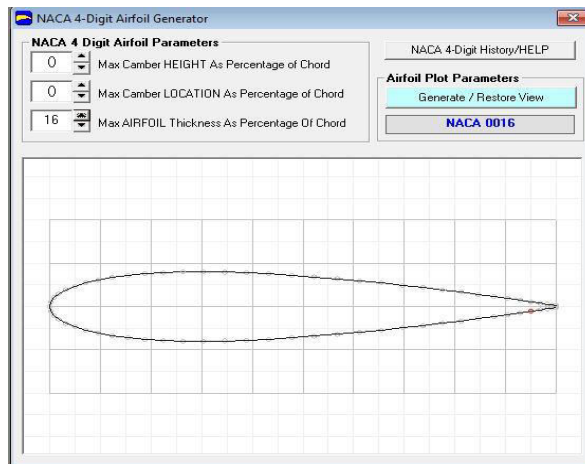 NACA 4-Digit Airfoil Generator
NACA 4 Digit Airfoil Parameters
0 Max Camber HEIGHT As Percentage of Chord
0 Max Camber LOCATION As Percentage of Chord
16 Max AIRFOIL Thickness As Percentage Of Chord
NACA 4-Digit History/HELP
Airfoil Plot Parameters
Generate / Restore View
NACA 0016